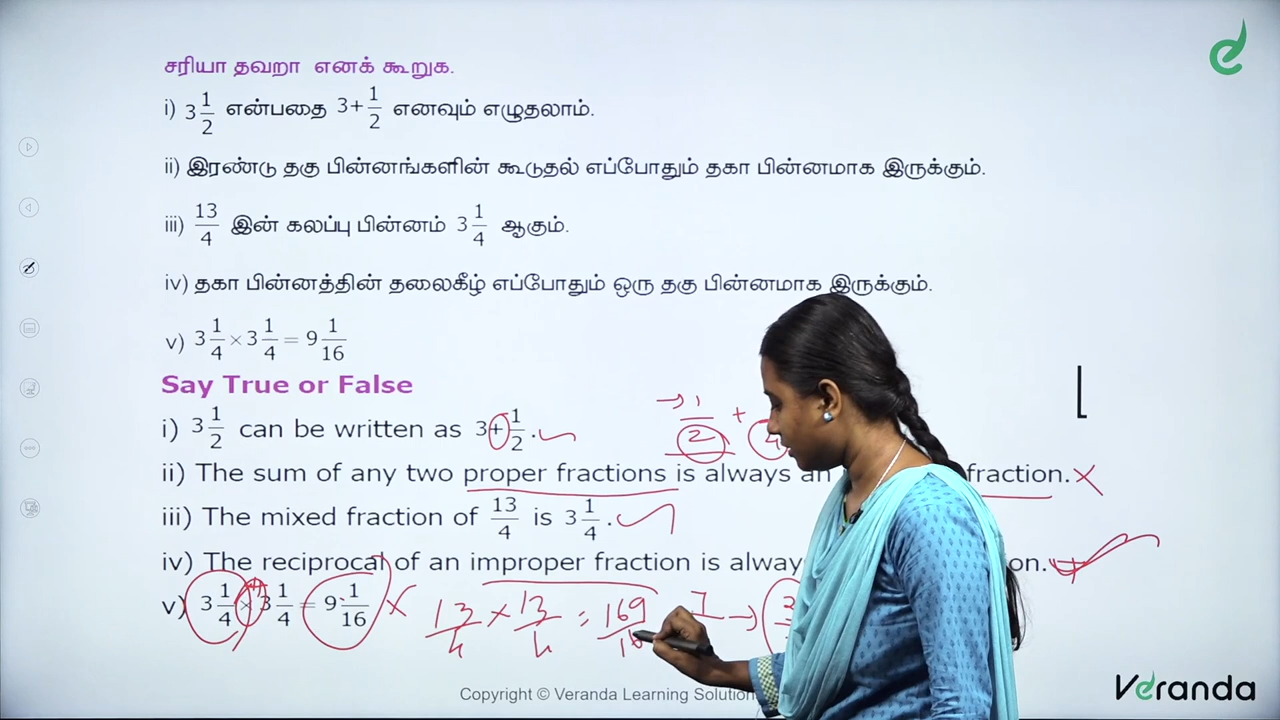 சரியா தவறா எனக் கூறுக.
i) 3 1/2 என்பதை 3+1/2 எனவும் எழுதலாம்.
ii) இரண்டு தகு பின்னங்களின் கூடுதல் எப்போதும் தகா பின்னமாக இருக்கும்.
iii) 13/4 இன் கலப்பு பின்னம் 3 1/4 ஆகும்.
iv) தகா பின்னத்தின் தலைகீழ் எப்போதும் ஒரு தகு பின்னமாக இருக்கும்.
v) 3 1/4 × 3 1/4 = 9 1/16
Say True or False
i) 3 1/2 can be written as 3+1/2. 1/2 +
ii) The sum of any two proper fractions is always an fraction.
iii) The mixed fraction of 13/4 is 3 1/4.
iv) The reciprocal of an improper fraction is always
v) 3 1/4 × 3 1/4 = 9 1/16 13/4 × 13/4 = 169/16
Copyright © Veranda Learning Solutions
Veranda